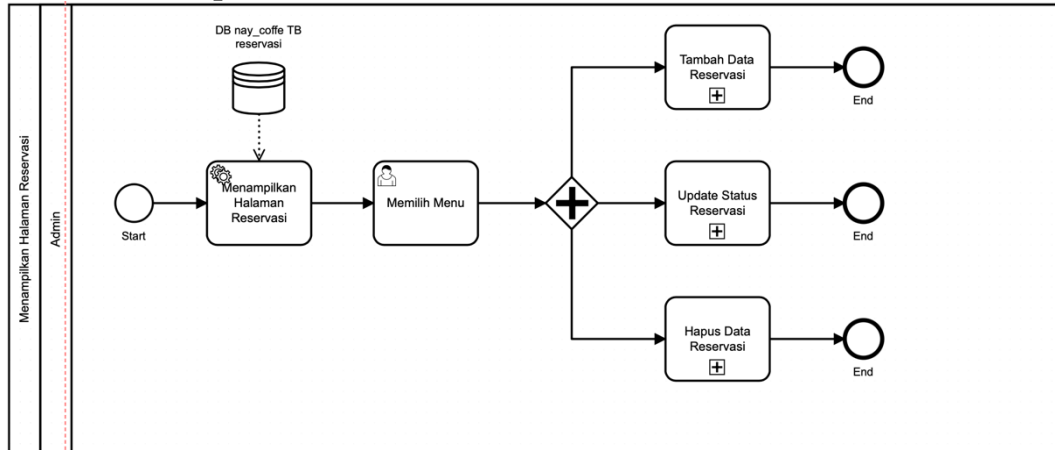 Menampilkan Halaman Reservasi
Admin
DB nay_coffe TB
reservasi
Start
Menampilkan
Halaman
Reservasi
Memilih Menu
Tambah Data
Reservasi
End
Update Status
Reservasi
End
Hapus Data
Reservasi
End